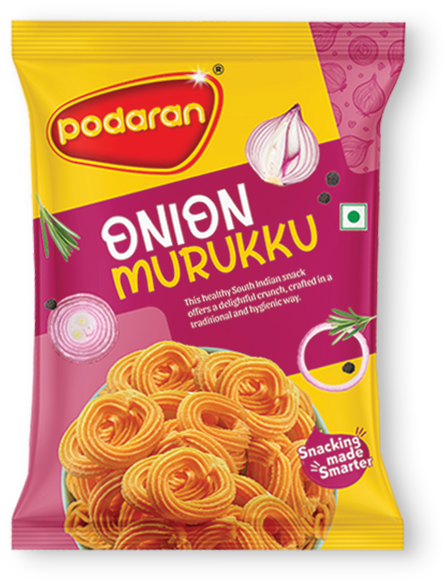 podaran
®
ONION
MURUKKU
This healthy South Indian snack
offers a delightful crunch, crafted in a
traditional and hygienic way.
Snacking
made
Smarter